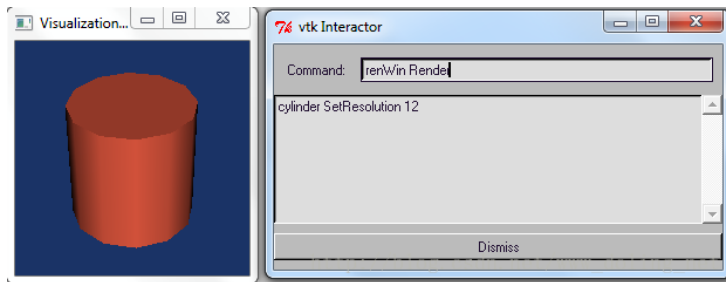 Visualization...
vtk Interactor
Command: renWin Render
cylinder SetResolution 12
Dismiss